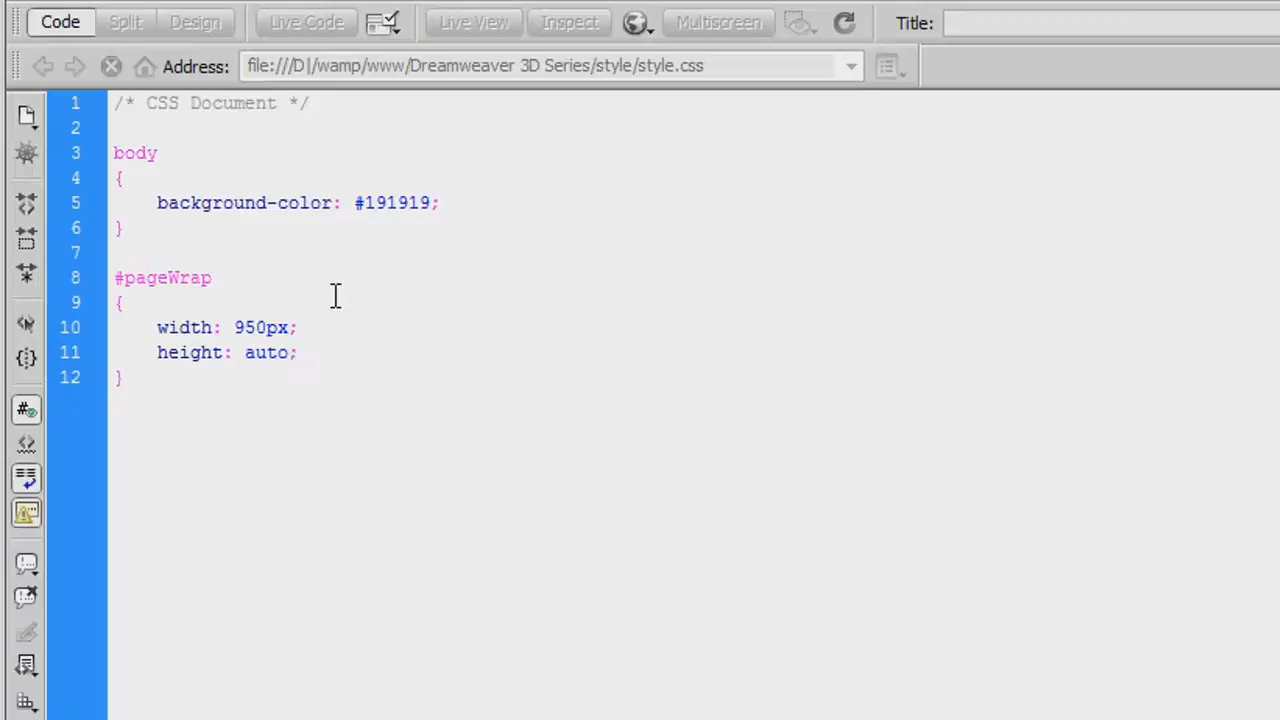 Code Split Design Live Code Live View Inspect Multiscreen Title:
Address: file:///D|/wamp/www/Dreamweaver 3D Series/style/style.css
1 /* CSS Document */
2
3 body
4 {
5 background-color: #191919;
6 }
7
8 #pageWrap
9 {
10 width: 950px;
11 height: auto;
12 }